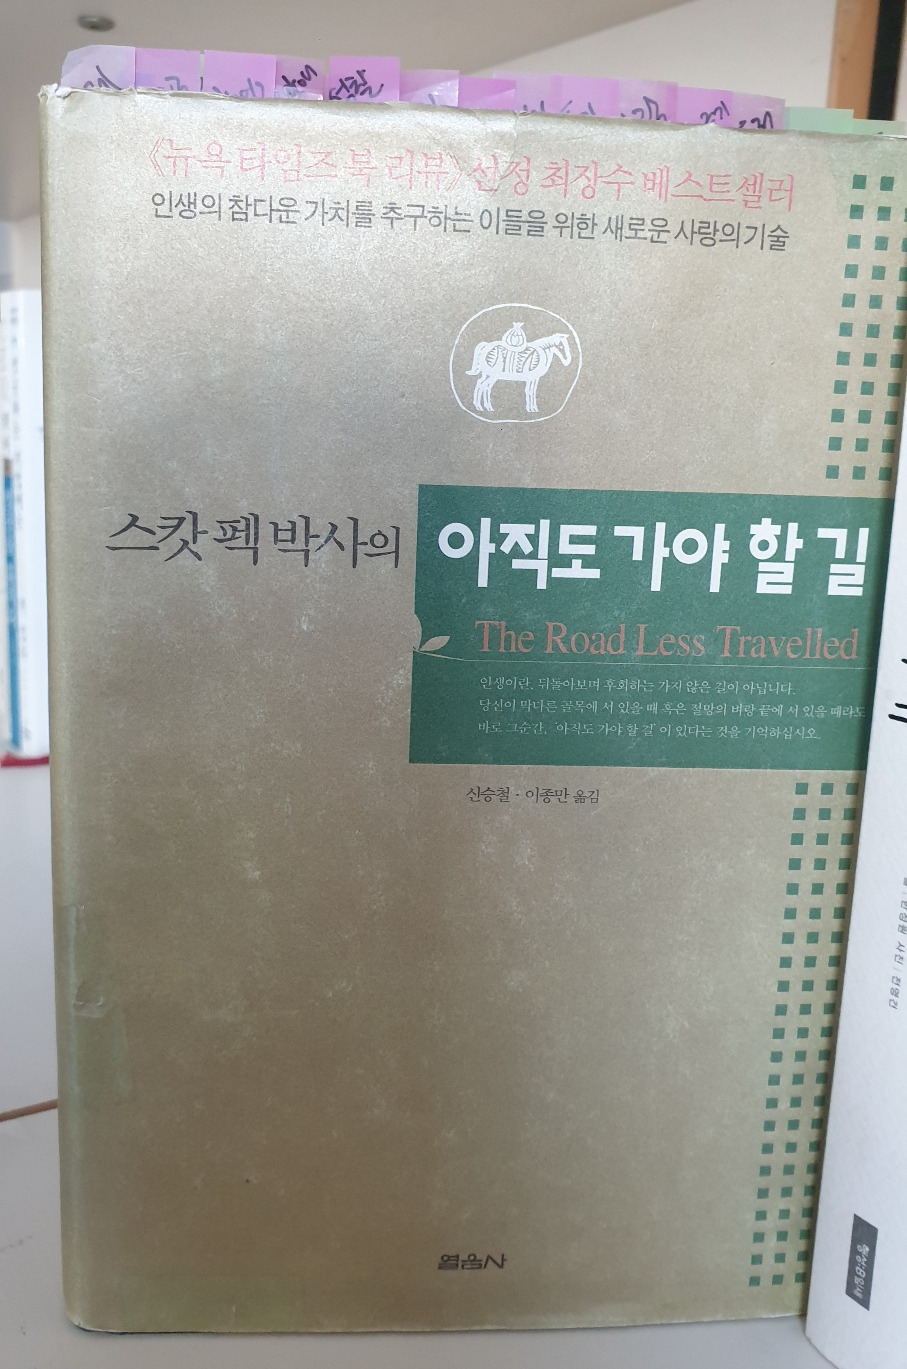 《뉴욕 타임즈 북 리뷰》 선정 최장수 베스트셀러
인생의 참다운 가치를 추구하는 이들을 위한 새로운 사랑의 기술
스캇 펙 박사의 아직도 가야 할 길
The Road Less Travelled
인생이란, 뒤돌아보며 후회하는 가지 않은 길이 아닙니다.
당신이 막다른 골목에 서 있을 때 혹은 절망의 벼랑 끝에 서 있을 때라도
바로 그순간, '아직도 가야 할 길'이 있다는 것을 기억하십시오.
신승철 · 이종만 옮김
열음사
사진